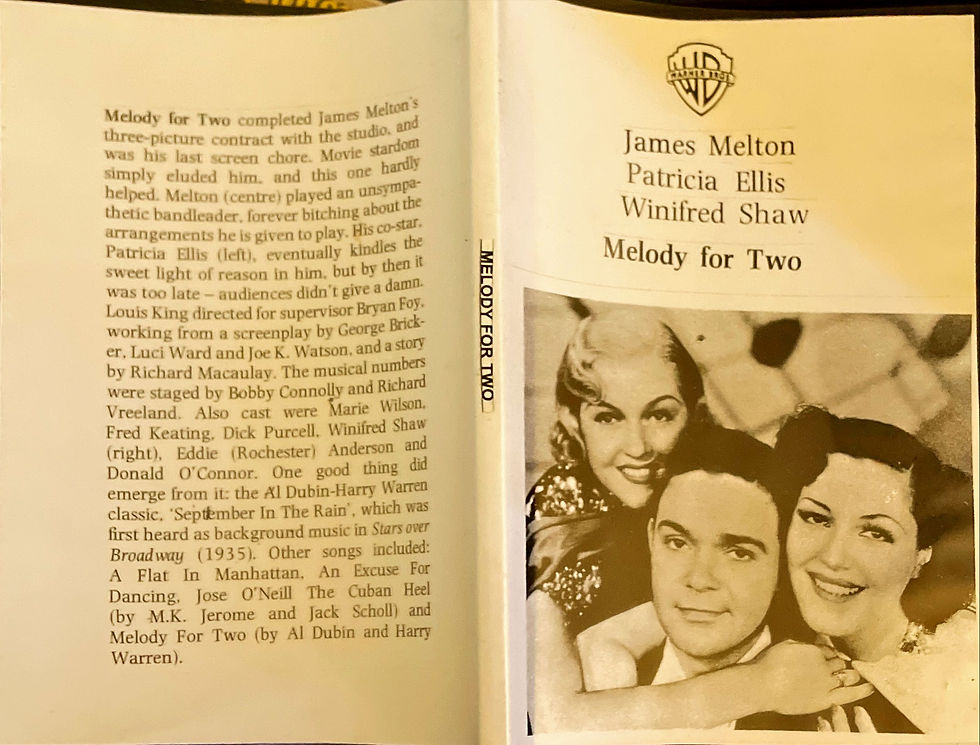 Melody for Two completed James Melton's
three-picture contract with the studio, and
was his last screen chore. Movie stardom
simply eluded him, and this one hardly
helped. Melton (centre) played an unsympa-
thetic bandleader, forever bitching about the
arrangements he is given to play. His co-star,
Patricia Ellis (left), eventually kindles the
sweet light of reason in him, but by then it
was too late – audiences didn't give a damn.
Louis King directed for supervisor Bryan Foy,
working from a screenplay by George Brick-
er, Luci Ward and Joe K. Watson, and a story
by Richard Macaulay. The musical numbers
were staged by Bobby Connolly and Richard
Vreeland. Also cast were Marie Wilson,
Fred Keating, Dick Purcell, Winifred Shaw
(right), Eddie (Rochester) Anderson and
Donald O'Connor. One good thing did
emerge from it: the Al Dubin-Harry Warren
classic, 'September In The Rain', which was
first heard as background music in Stars over
Broadway (1935). Other songs included:
A Flat In Manhattan, An Excuse For
Dancing, Jose O'Neill The Cuban Heel
(by M.K. Jerome and Jack Scholl) and
Melody For Two (by Al Dubin and Harry
Warren).
MELODY FOR TWO
WB
WARNER BROS
James Melton
Patricia Ellis
Winifred Shaw
Melody for Two